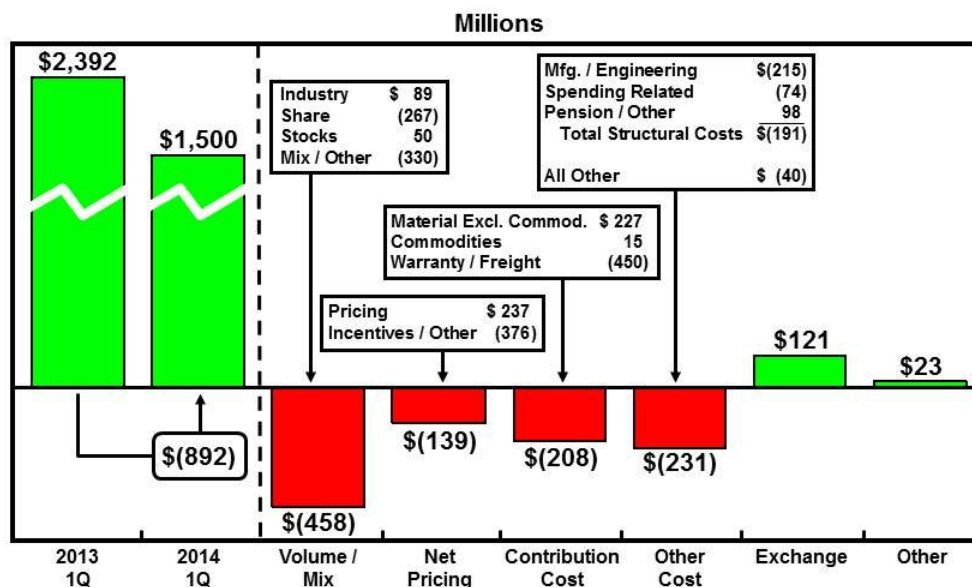 Millions
$2,392
$1,500
Industry $ 89
Share (267)
Stocks 50
Mix / Other (330)
Mfg. / Engineering $(215)
Spending Related (74)
Pension / Other 98
Total Structural Costs $(191)
All Other $ (40)
Material Excl. Commod. $ 227
Commodities 15
Warranty / Freight (450)
Pricing $ 237
Incentives / Other (376)
$121
$23
$(892)
$(458)
$(139)
$(208)
$(231)
2013
1Q
2014
1Q
Volume /
Mix
Net
Pricing
Contribution
Cost
Other
Cost
Exchange
Other